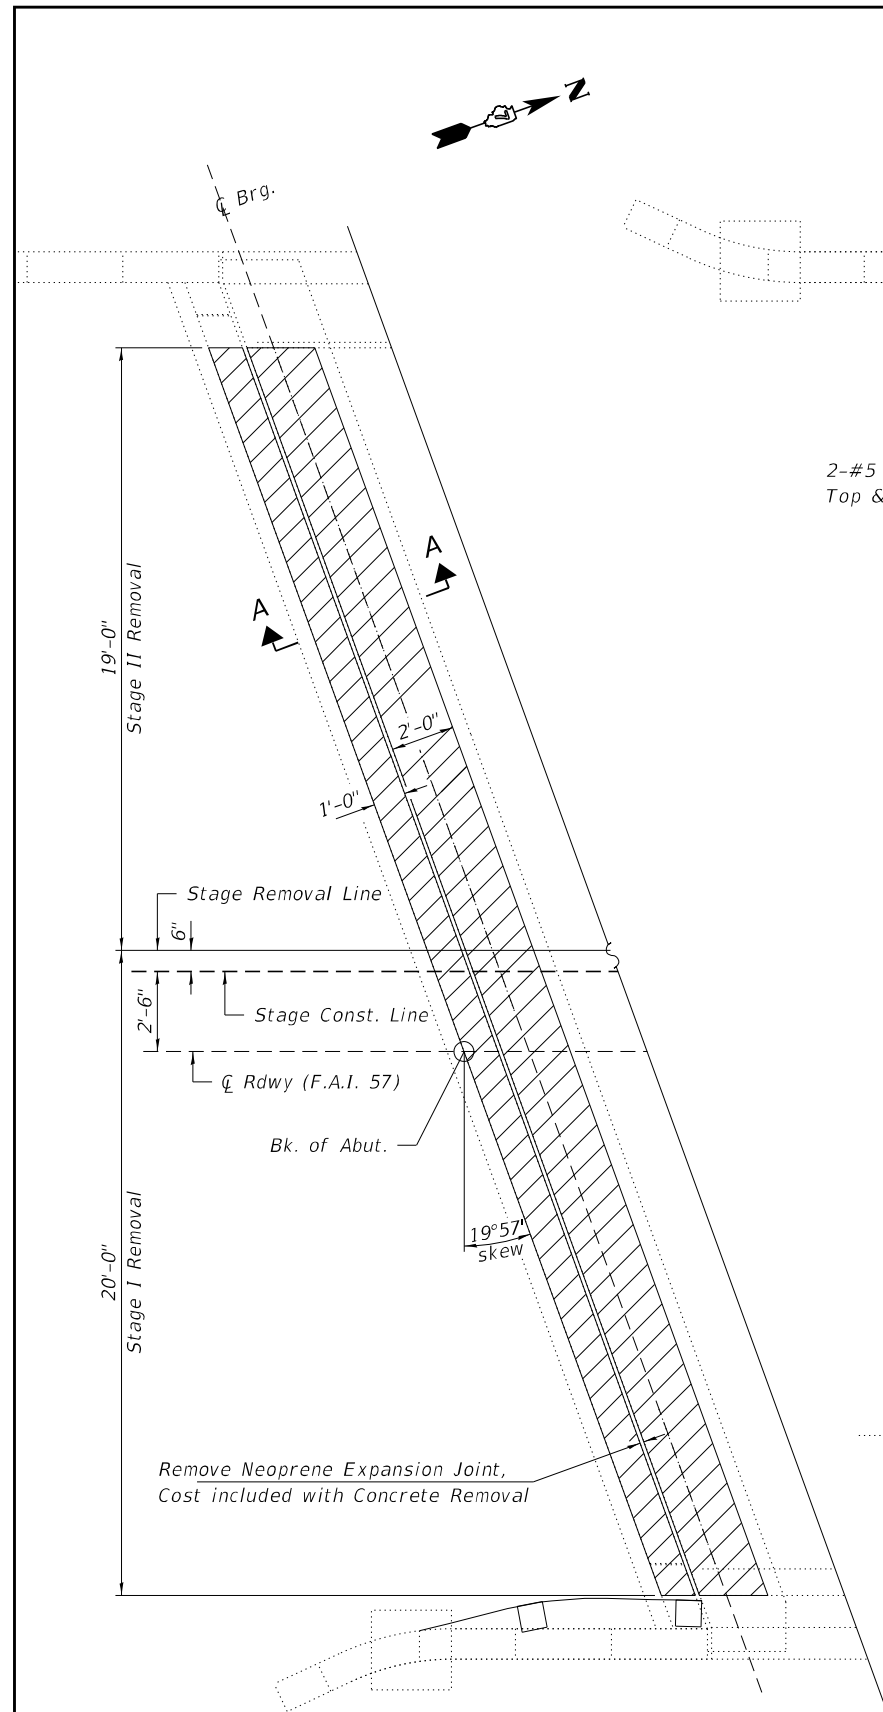 N
℄ Brg.
2-#5
Top &
A
A
19'-0"
Stage II Removal
2'-0"
1'-0"
Stage Removal Line
6"
2'-6"
Stage Const. Line
℄ Rdwy (F.A.I. 57)
Bk. of Abut.
19°57'
skew
20'-0"
Stage I Removal
Remove Neoprene Expansion Joint,
Cost included with Concrete Removal